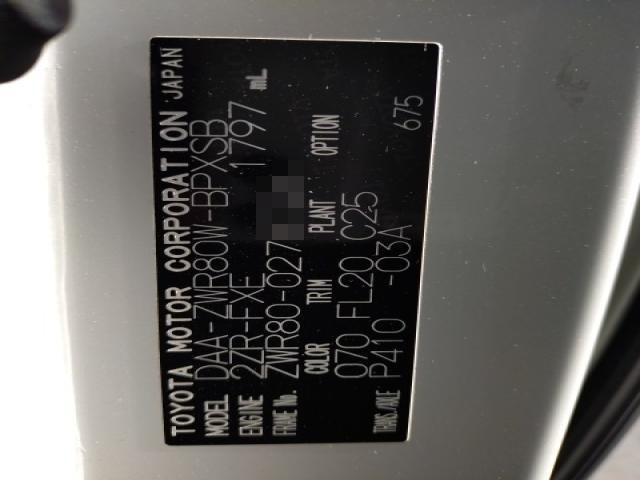 TOYOTA MOTOR CORPORATION JAPAN
MODEL DAA-ZWR80W-BPXSB
ENGINE 2ZR-FXE 1797 mL
FRAME No. ZWR80-027
COLOR TRIM PLANT OPTION
070 FL20 C25
TRANS./AXLE P410 -03A 675